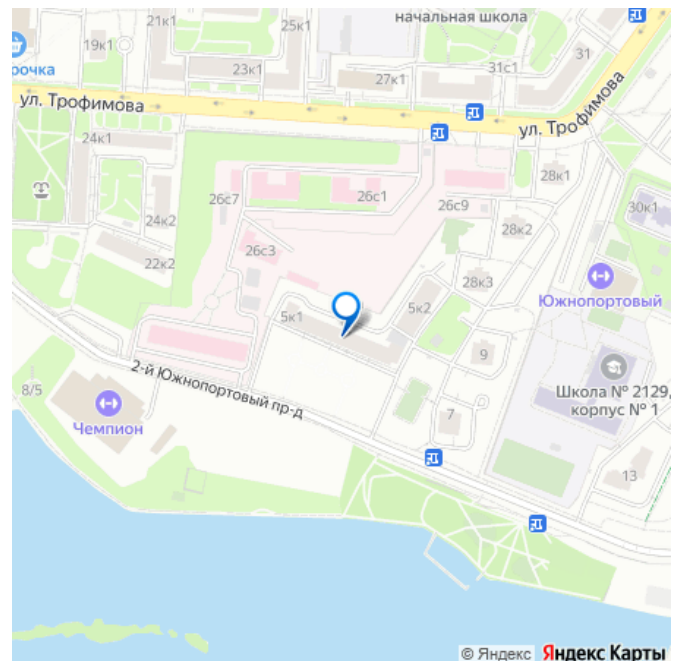 21к1
25к1
начальная школа
19к1
рочка
23к1
27к1
31с1
31
ул. Трофимова
ул. Трофимова
24к1
28к1
26с7
26с1
26с9
30к1
24к2
28к2
22к2
26с3
28к3
Южнопортовый
5к1
5к2
9
2-й Южнопортовый пр-д
8/5
Школа № 2129,
корпус № 1
Чемпион
7
13
© Яндекс Яндекс Карты